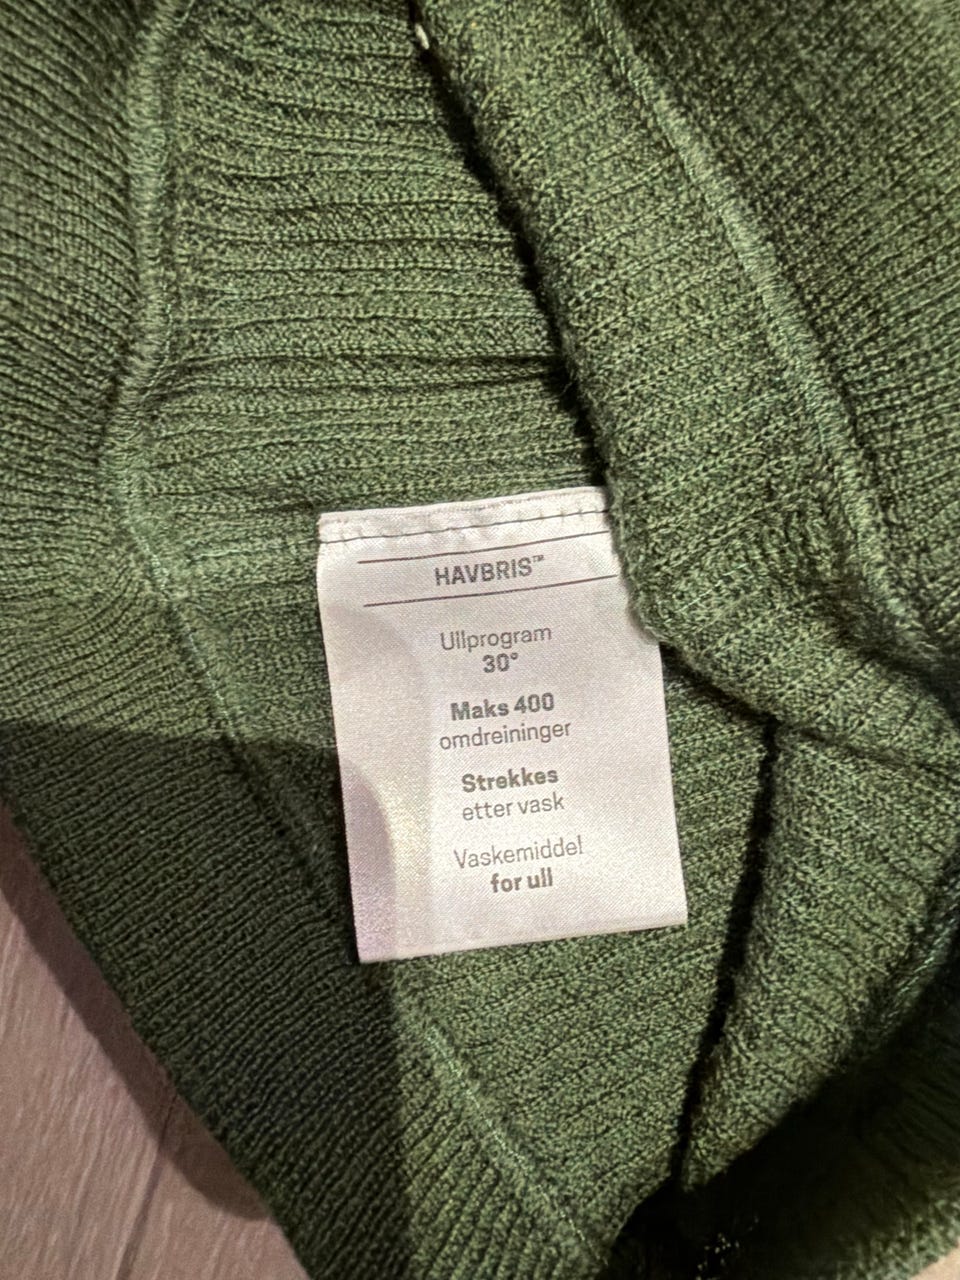 HAVBRIS™
Ullprogram
30°
Maks 400
omdreininger
Strekkes
etter vask
Vaskemiddel
for ull